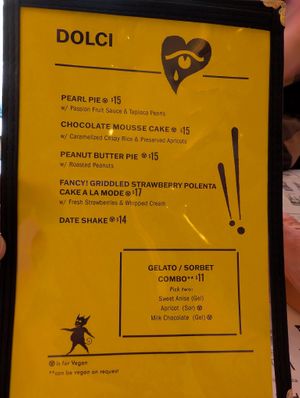 DOLCI
PEARL PIE Ⓥ $15
w/ Passion Fruit Sauce & Tapioca Pearls
CHOCOLATE MOUSSE CAKE Ⓥ $15
w/ Caramelized Crispy Rice & Preserved Apricots
PEANUT BUTTER PIE Ⓥ $15
w/ Roasted Peanuts
FANCY! GRIDDLED STRAWBERRY POLENTA
CAKE A LA MODE Ⓥ $17
w/ Fresh Strawberries & Whipped Cream
DATE SHAKE Ⓥ $14
!!
GELATO / SORBET
COMBO** $11
Pick two:
Sweet Anise (Gel)
Apricot (Sor) Ⓥ
Milk Chocolate (Gel) Ⓥ
Ⓥ is for Vegan
**can be vegan on request